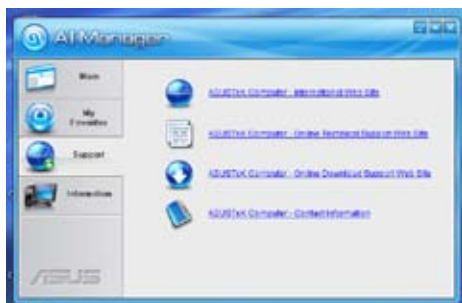 AI Manager
Main
My
Favorites
Support
Information
ASUSTeK Computer - International Web Site
ASUSTeK Computer - Online Technical Support Web Site
ASUSTeK Computer - Online Download Support Web Site
ASUSTeK Computer - Contact Information
ASUS